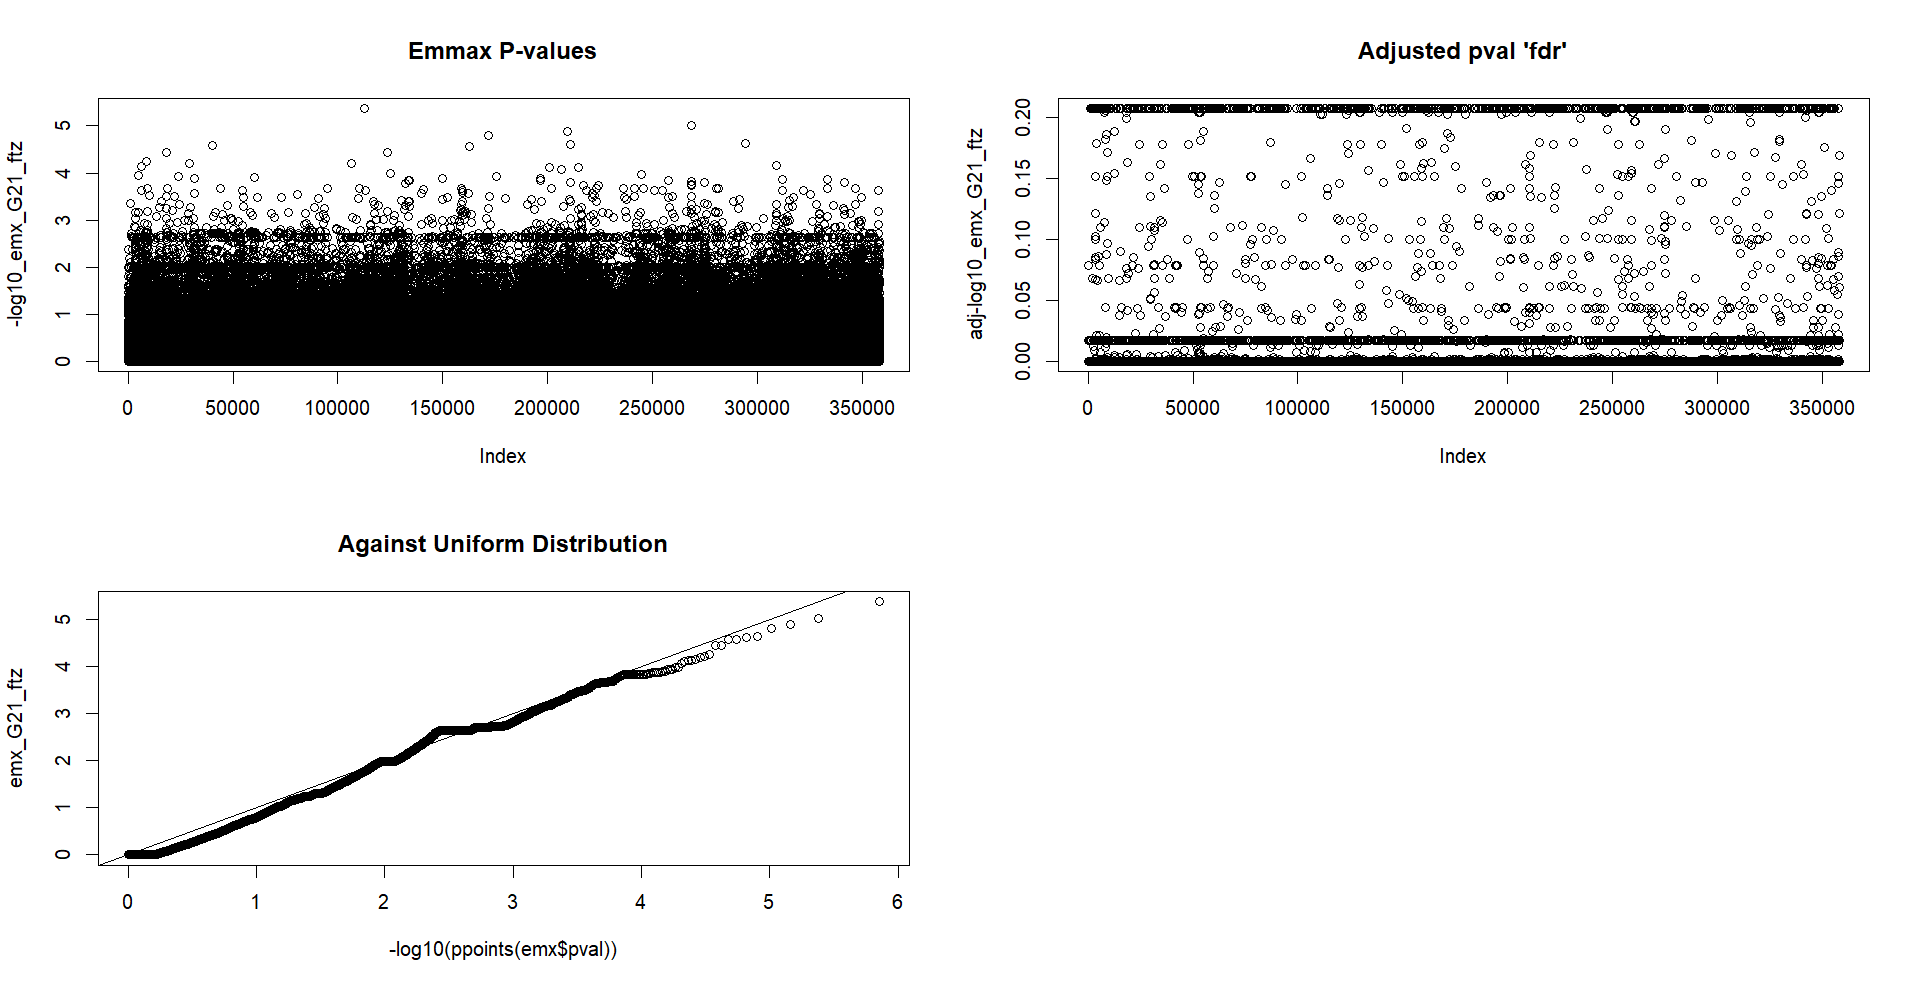 Emmax P-values
-log10_emx_G21_ftz
5
4
3
2
1
0
0 50000 100000 150000 200000 250000 300000 350000
Index
Adjusted pval 'fdr'
adj-log10_emx_G21_ftz
0.20
0.15
0.10
0.05
0.00
0 50000 100000 150000 200000 250000 300000 350000
Index
Against Uniform Distribution
emx_G21_ftz
5
4
3
2
1
0
0 1 2 3 4 5 6
-log10(ppoints(emx$pval))